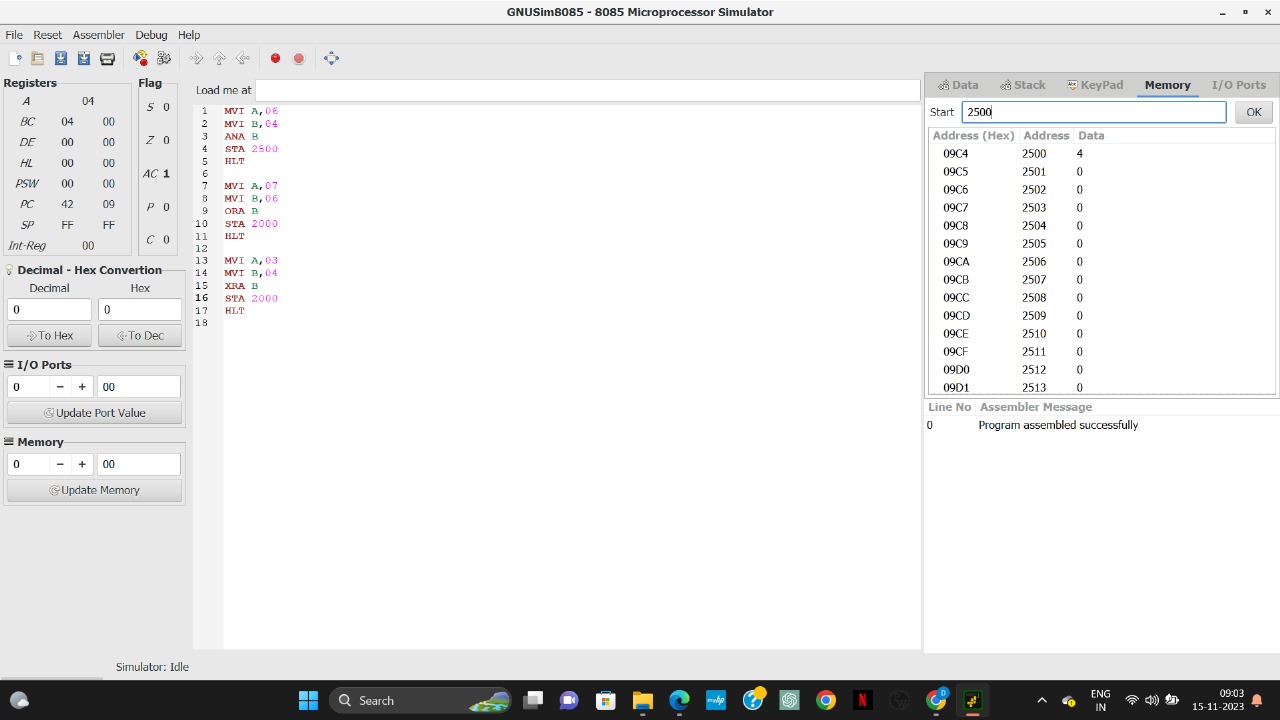 GNUSim8085 - 8085 Microprocessor Simulator
File Reset Assembler Debug Help
Registers
A 04
BC 04 00
DE 00 00
HL 00 00
PSW 00 00
PC 42 09
SP FF FF
Int-Reg 00
Flag
S 0
Z 0
AC 1
P 0
C 0
Decimal - Hex Convertion
Decimal Hex
0 0
To Hex To Dec
I/O Ports
0 − + 00
Update Port Value
Memory
0 − + 00
Update Memory
Simulator: Idle
Load me at
1 MVI A,06
2 MVI B,04
3 ANA B
4 STA 2500
5 HLT
6
7 MVI A,07
8 MVI B,06
9 ORA B
10 STA 2000
11 HLT
12
13 MVI A,03
14 MVI B,04
15 XRA B
16 STA 2000
17 HLT
18
Data Stack KeyPad Memory I/O Ports
Start 2500 OK
Address (Hex) Address Data
09C4 2500 4
09C5 2501 0
09C6 2502 0
09C7 2503 0
09C8 2504 0
09C9 2505 0
09CA 2506 0
09CB 2507 0
09CC 2508 0
09CD 2509 0
09CE 2510 0
09CF 2511 0
09D0 2512 0
09D1 2513 0
Line No Assembler Message
0 Program assembled successfully
Search
ENG
IN
09:03
15-11-2023